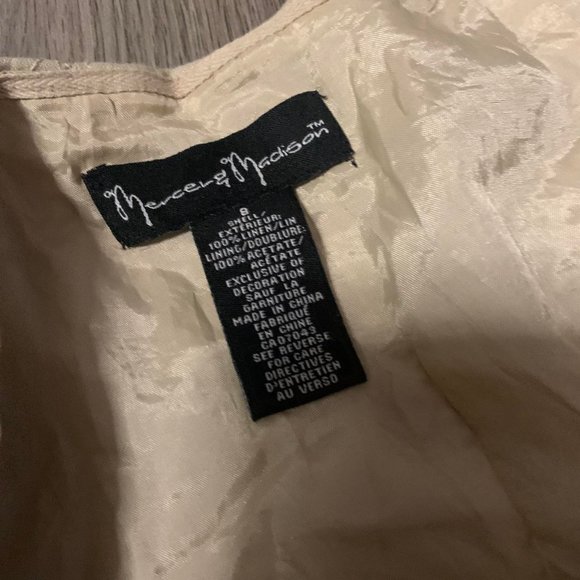 Mercer & Madison™
8
SHELL/
EXTÉRIEUR:
100% LINEN/LIN
LINING/DOUBLURE:
100% ACETATE/
ACÉTATE
EXCLUSIVE OF
DECORATION
SAUF LA
GARNITURE
MADE IN CHINA
FABRIQUÉ
EN CHINE
CA07043
SEE REVERSE
FOR CARE
DIRECTIVES
D'ENTRETIEN
AU VERSO